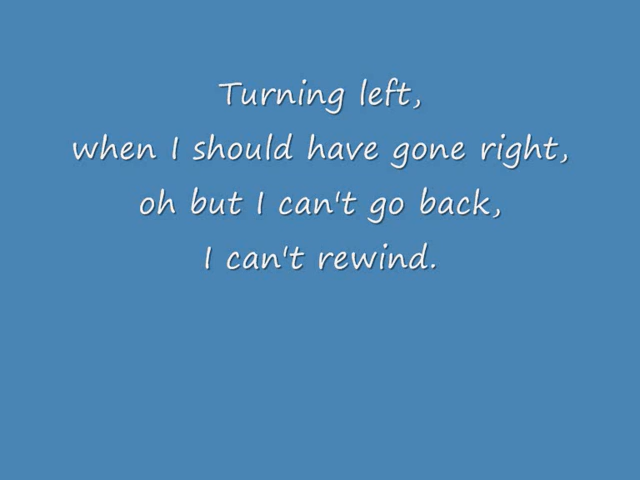 Turning left,
when I should have gone right,
oh but I can't go back,
I can't rewind.